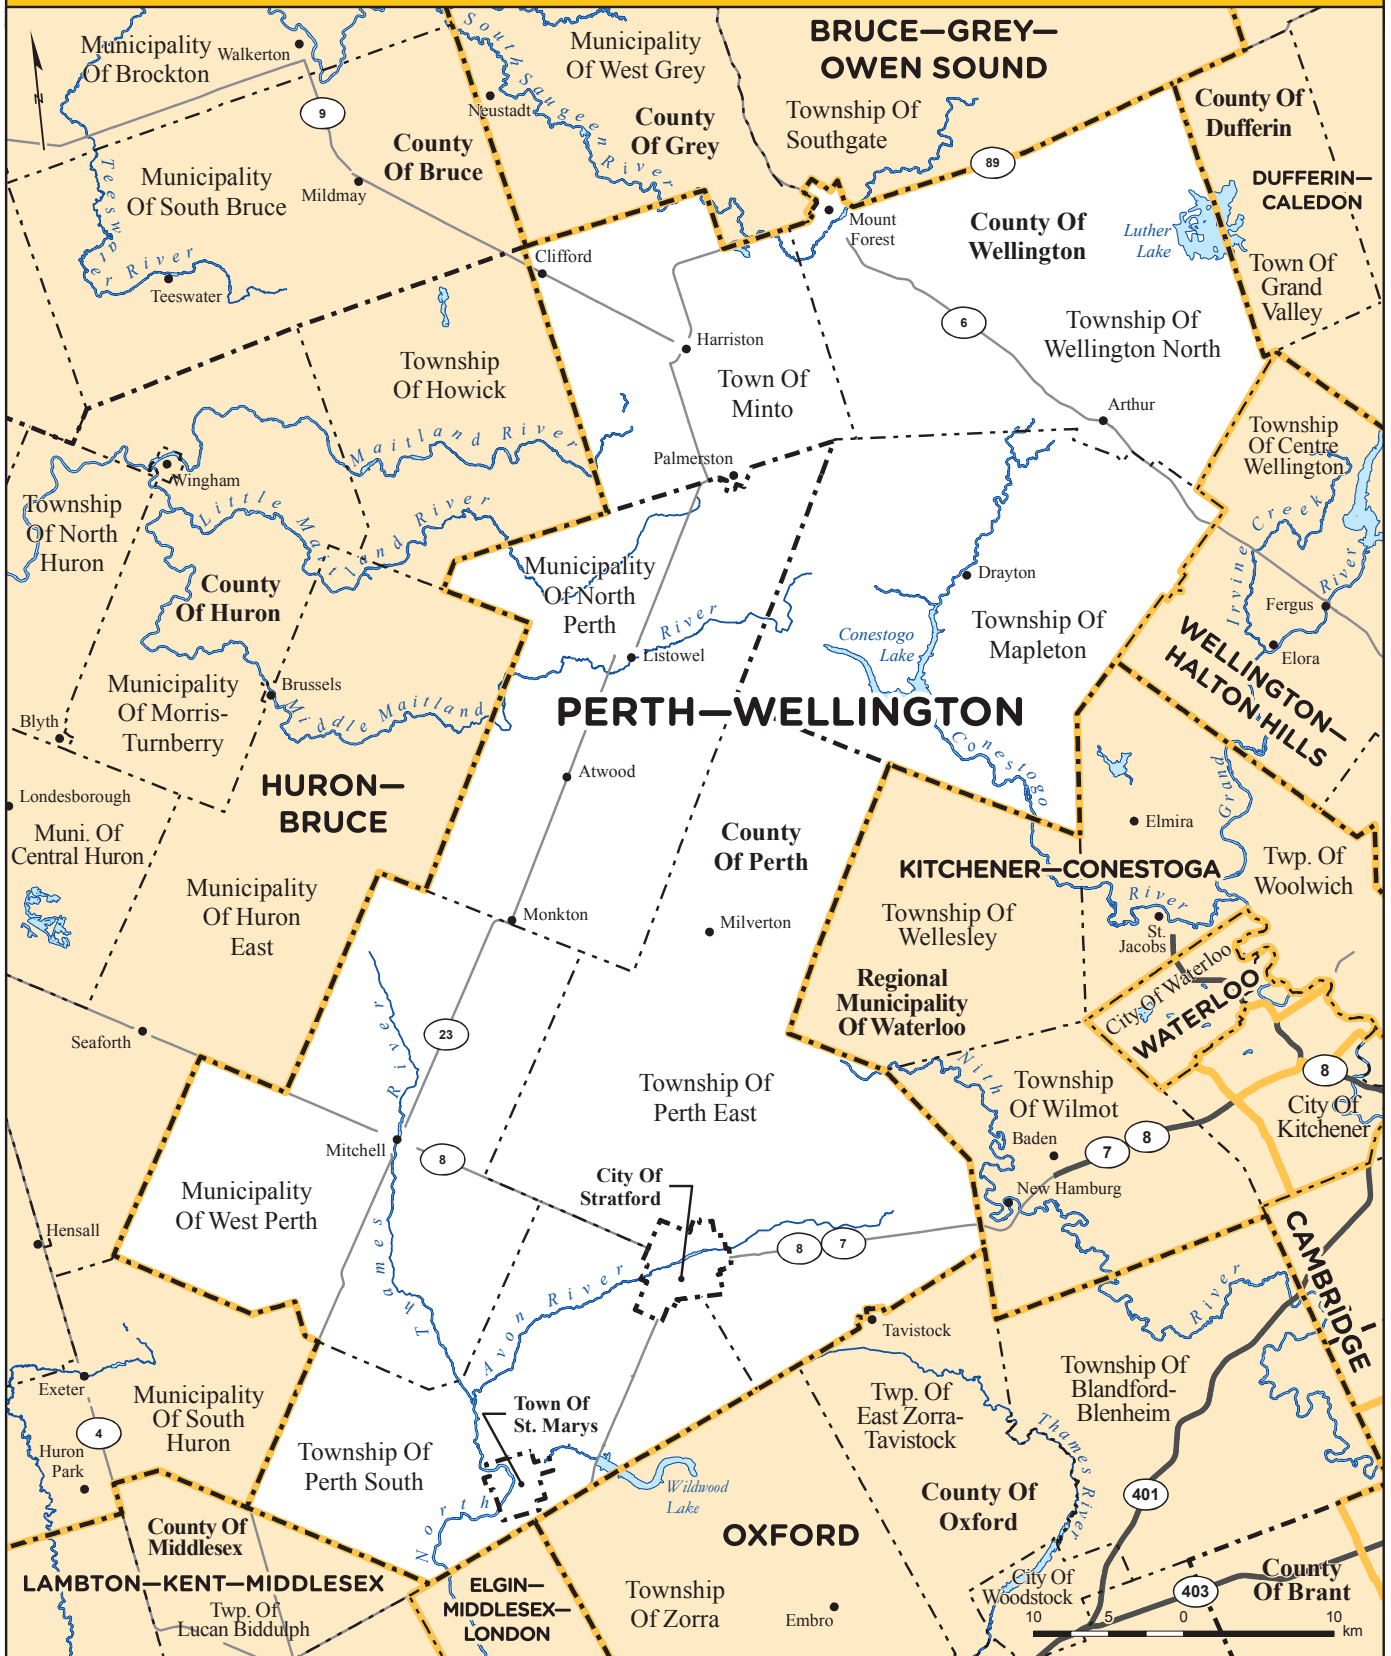 BRUCE—GREY—
OWEN SOUND
Municipality
Of Brockton
Walkerton
Municipality
Of West Grey
South Saugeen River
Neustadt
County
Of Grey
Township Of
Southgate
County Of
Dufferin
N
9
89
County
Of Bruce
Municipality
Of South Bruce
Mildmay
DUFFERIN—
CALEDON
Teeswater River
Teeswater
Mount
Forest
County Of
Wellington
Luther
Lake
Town Of
Grand
Valley
Clifford
6
Township Of
Wellington North
Harriston
Township
Of Howick
Town Of
Minto
Arthur
Maitland River
Palmerston
Township
Of Centre
Wellington
Wingham
Township
Of North
Huron
Little Maitland River
Irvine Creek
Municipality
Of North
Perth
Drayton
County
Of Huron
Fergus
River
Township Of
Mapleton
Conestogo
Lake
River
Listowel
Elora
WELLINGTON—
HALTON HILLS
Brussels
Municipality
Of Morris-
Turnberry
Middle Maitland
PERTH—WELLINGTON
Blyth
Conestogo
Grand
Atwood
HURON—
BRUCE
Londesborough
Muni. Of
Central Huron
Elmira
County
Of Perth
KITCHENER—CONESTOGA
Twp. Of
Woolwich
Municipality
Of Huron
East
River
Monkton
Milverton
Township Of
Wellesley
St.
Jacobs
City Of Waterloo
WATERLOO
Regional
Municipality
Of Waterloo
Seaforth
23
River
Nith
8
Township Of
Perth East
Township
Of Wilmot
City Of
Kitchener
Mitchell
8
Baden
7
8
City Of
Stratford
New Hamburg
Municipality
Of West Perth
Hensall
8
7
CAMBRIDGE
Thames
Avon River
River
Tavistock
Exeter
Municipality
Of South
Huron
Township Of
Blandford-
Blenheim
Twp. Of
East Zorra-
Tavistock
Town Of
St. Marys
4
Huron
Park
Township Of
Perth South
Thames River
Wildwood
Lake
County Of
Oxford
401
North
County Of
Middlesex
OXFORD
LAMBTON—KENT—MIDDLESEX
Twp. Of
Lucan Biddulph
ELGIN—
MIDDLESEX—
LONDON
Township
Of Zorra
Embro
City Of
Woodstock
403
County
Of Brant
10 5 0 10
km